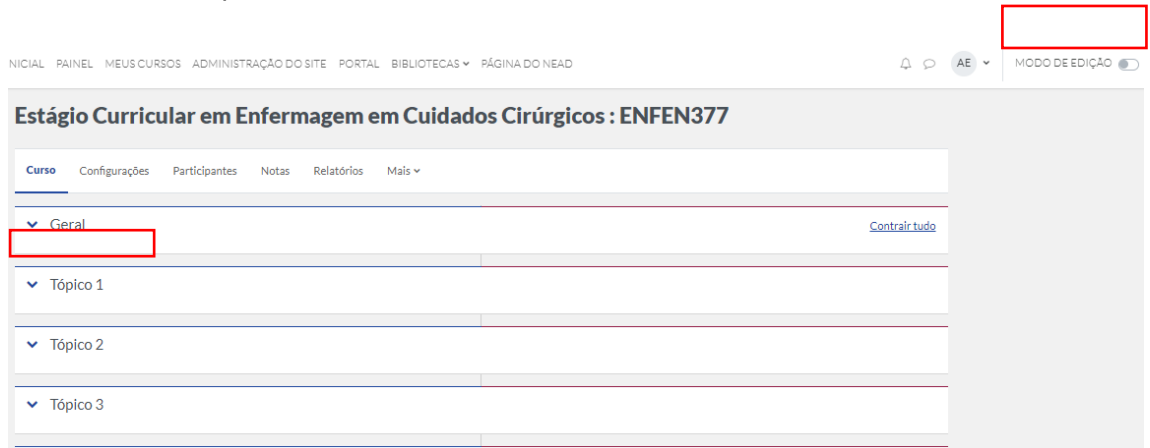 NICIAL PAINEL MEUS CURSOS ADMINISTRAÇÃO DO SITE PORTAL BIBLIOTECAS PÁGINA DO NEAD AE MODO DE EDIÇÃO
Estágio Curricular em Enfermagem em Cuidados Cirúrgicos : ENFEN377
Curso Configurações Participantes Notas Relatórios Mais
Geral Contrair tudo
Tópico 1
Tópico 2
Tópico 3